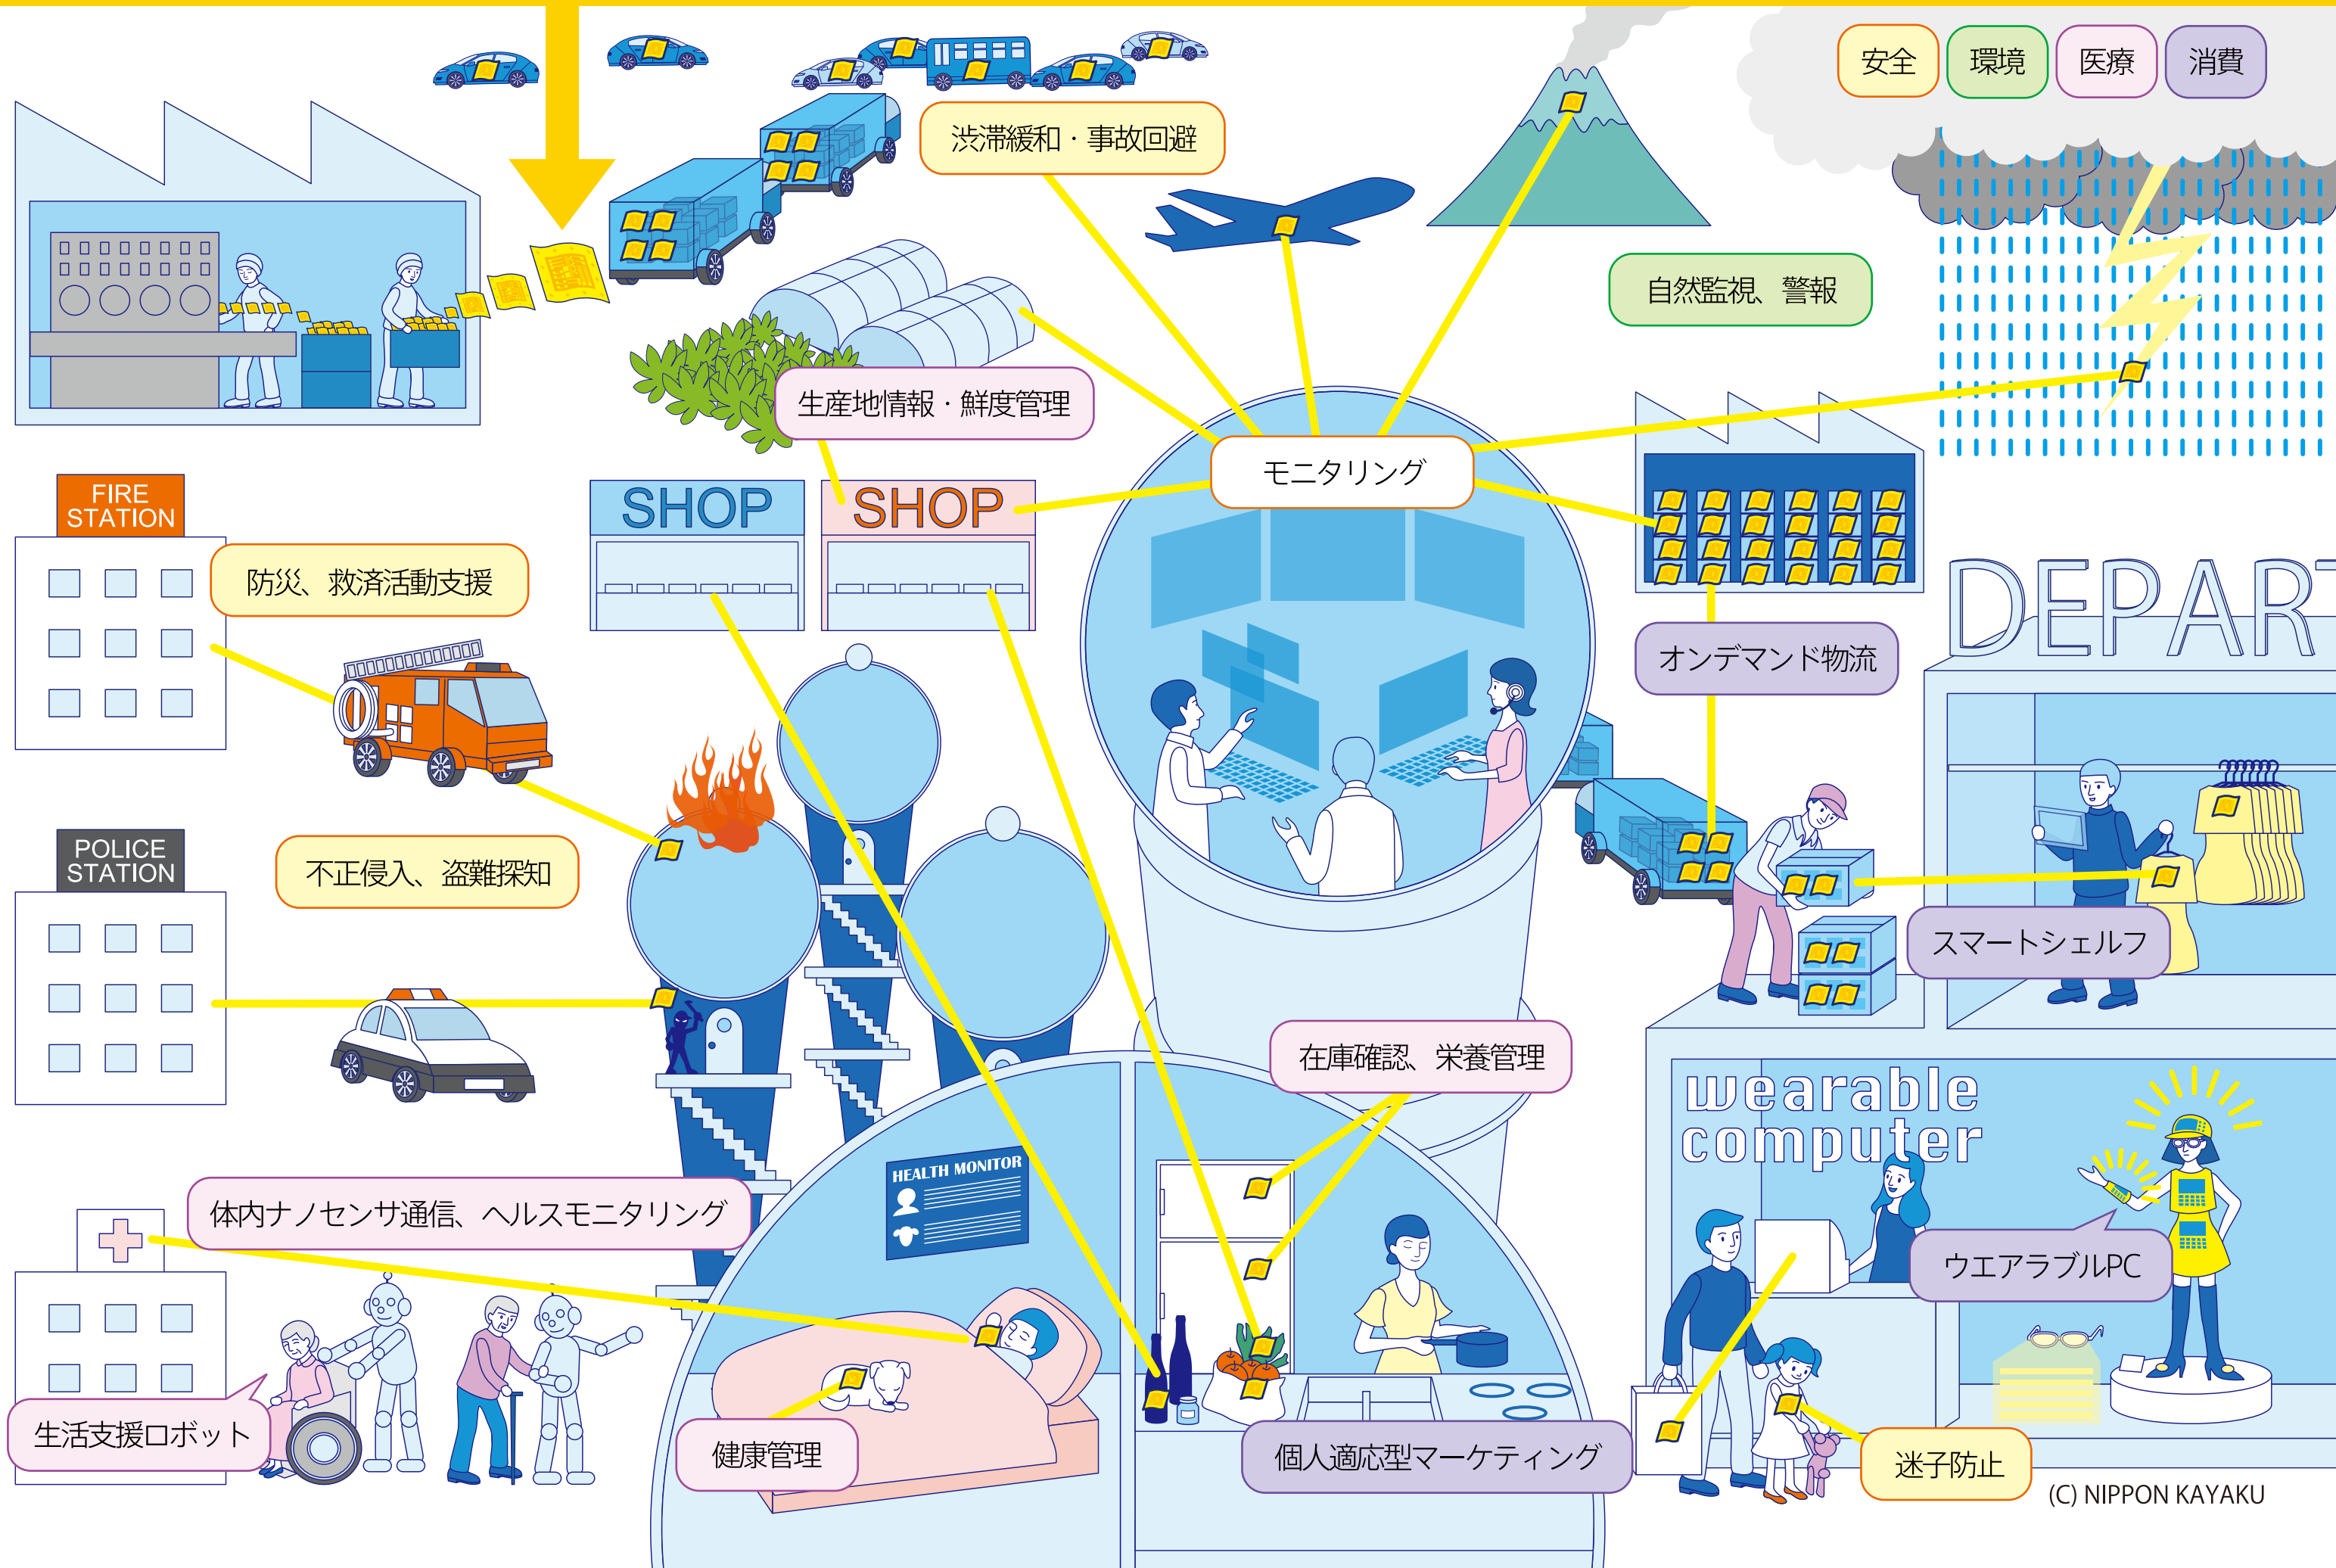 安全
環境
医療
消費
渋滞緩和・事故回避
自然監視、警報
生産地情報・鮮度管理
モニタリング
FIRE
STATION
SHOP
SHOP
防災、救済活動支援
オンデマンド物流
DEPART
POLICE
STATION
不正侵入、盗難探知
スマートシェルフ
在庫確認、栄養管理
wearable
computer
HEALTH MONITOR
体内ナノセンサ通信、ヘルスモニタリング
ウエアラブルPC
生活支援ロボット
健康管理
個人適応型マーケティング
迷子防止
(C) NIPPON KAYAKU